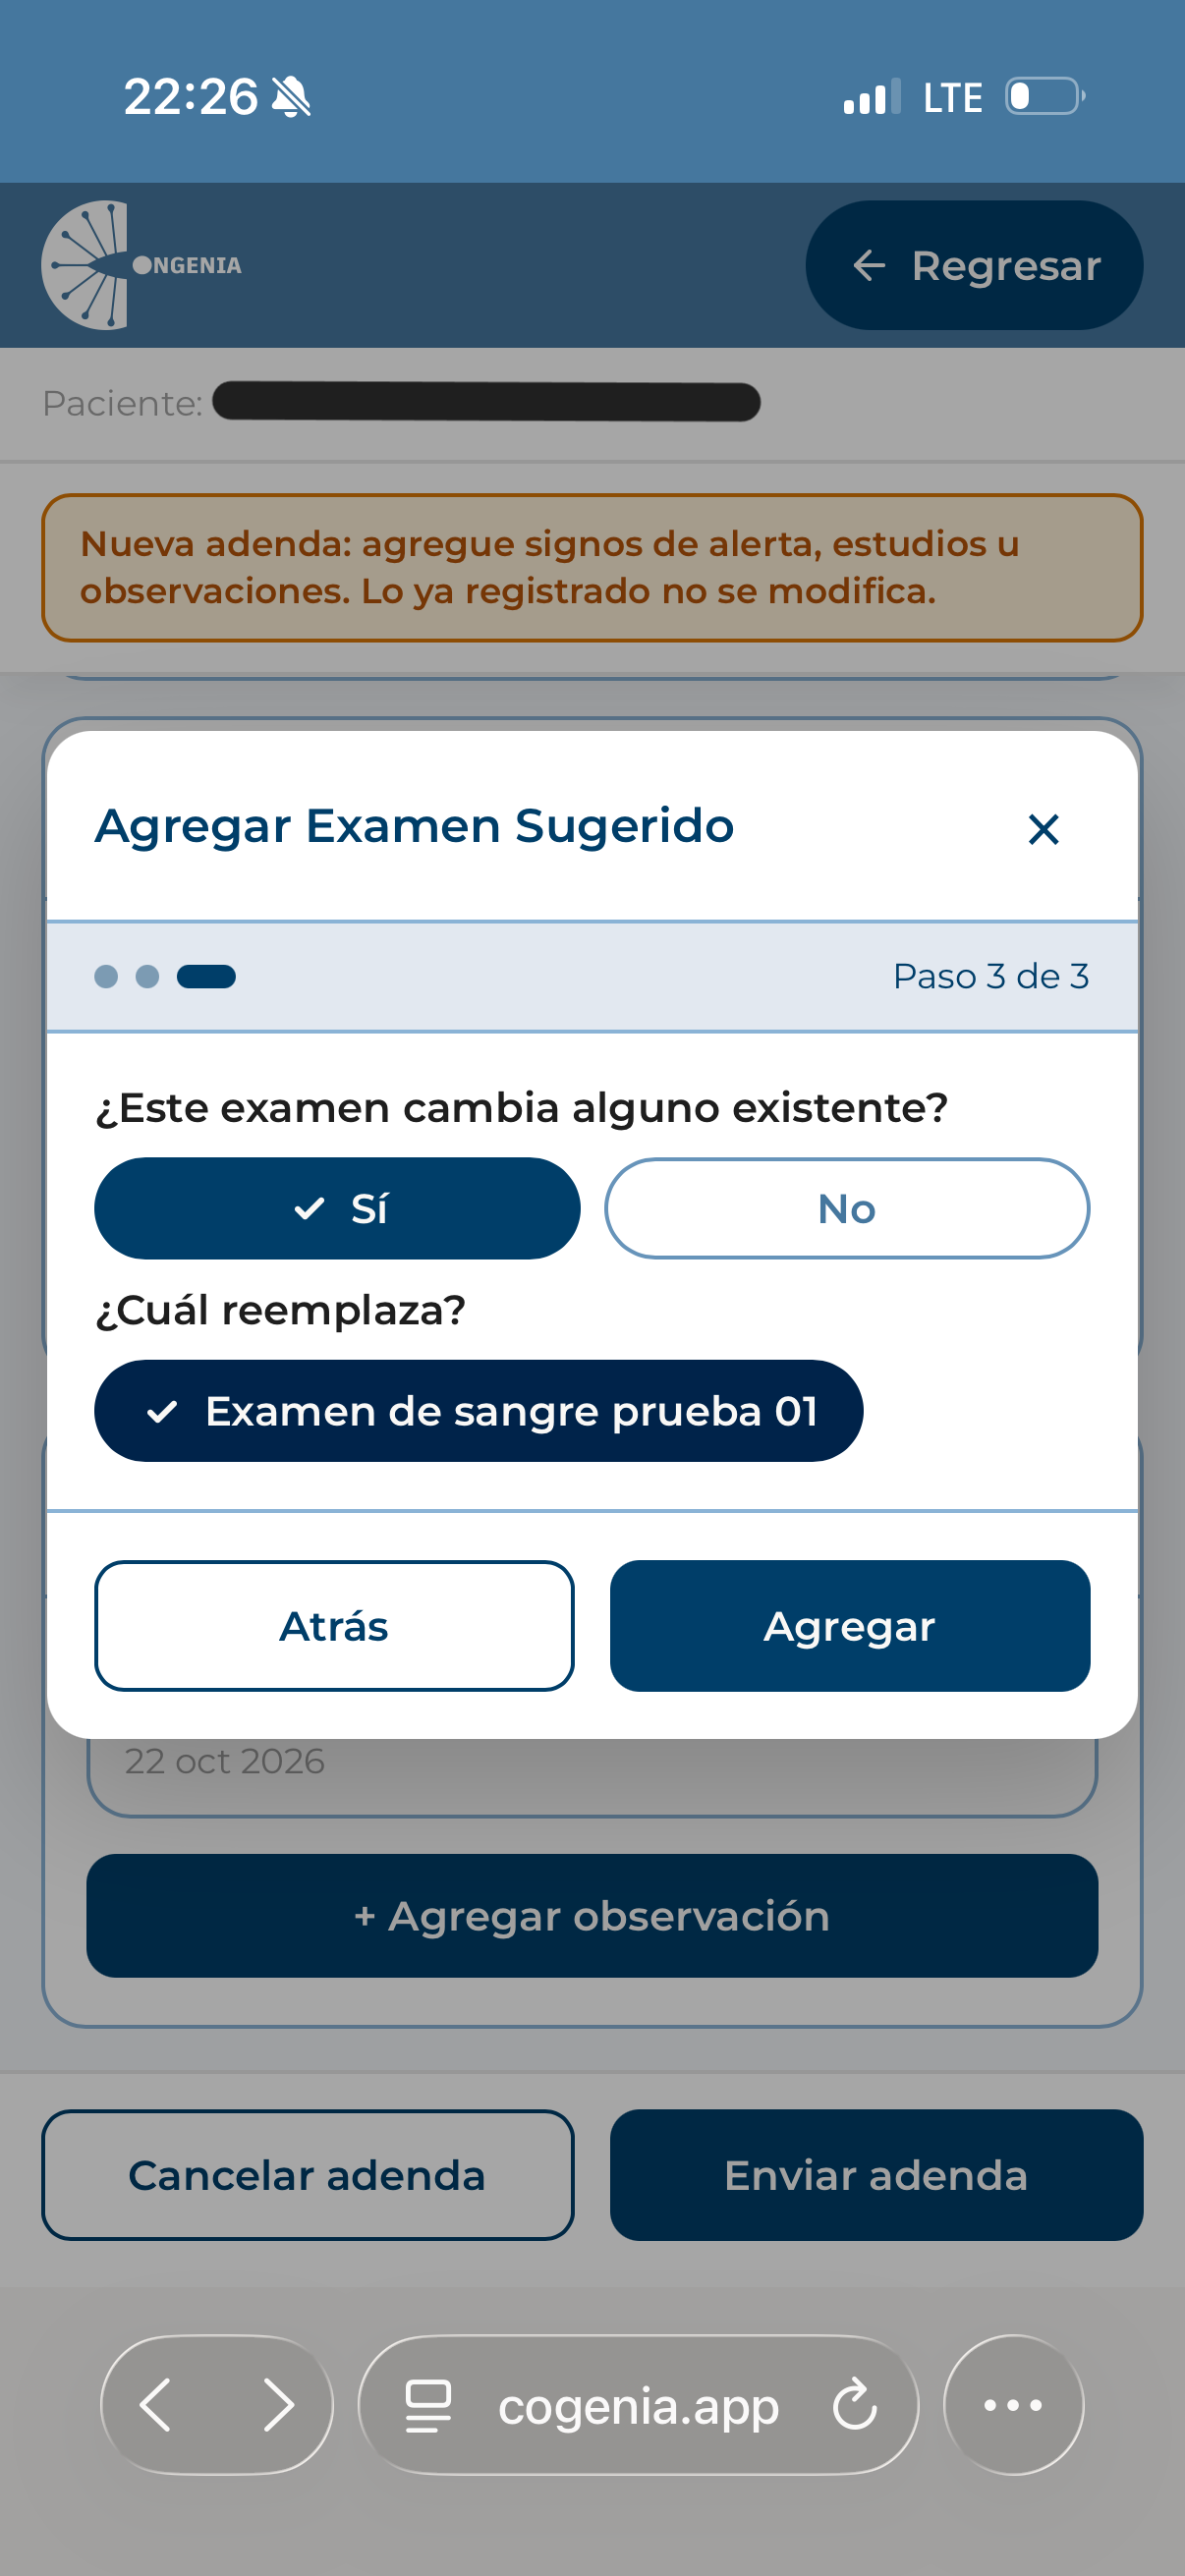 22:26
LTE
ONGENIA
← Regresar
Paciente:
Nueva adenda: agregue signos de alerta, estudios u
observaciones. Lo ya registrado no se modifica.
Agregar Examen Sugerido
×
Paso 3 de 3
¿Este examen cambia alguno existente?
✓ Sí
No
¿Cuál reemplaza?
✓ Examen de sangre prueba 01
Atrás
Agregar
22 oct 2026
+ Agregar observación
Cancelar adenda
Enviar adenda
cogenia.app